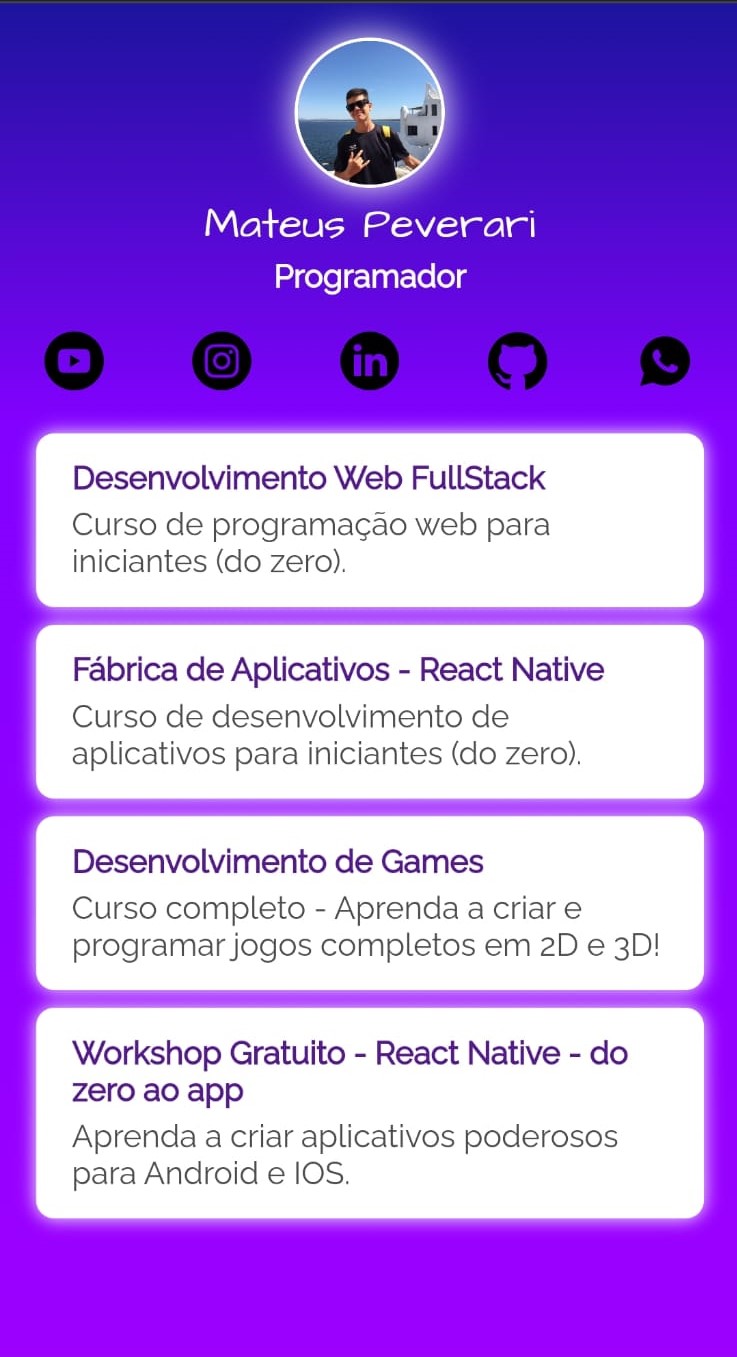 Mateus Peverari
Programador
Desenvolvimento Web FullStack
Curso de programação web para
iniciantes (do zero).
Fábrica de Aplicativos - React Native
Curso de desenvolvimento de
aplicativos para iniciantes (do zero).
Desenvolvimento de Games
Curso completo - Aprenda a criar e
programar jogos completos em 2D e 3D!
Workshop Gratuito - React Native - do
zero ao app
Aprenda a criar aplicativos poderosos
para Android e IOS.